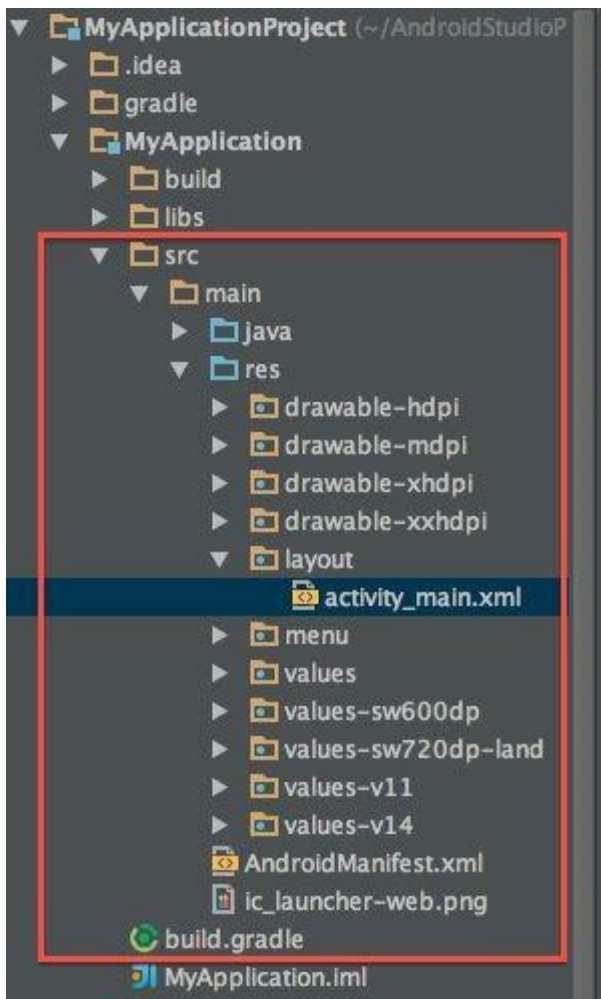 MyApplicationProject (~/AndroidStudioP
.idea
gradle
MyApplication
build
libs
src
main
java
res
drawable-hdpi
drawable-mdpi
drawable-xhdpi
drawable-xxhdpi
layout
activity_main.xml
menu
values
values-sw600dp
values-sw720dp-land
values-v11
values-v14
AndroidManifest.xml
ic_launcher-web.png
build.gradle
MyApplication.iml